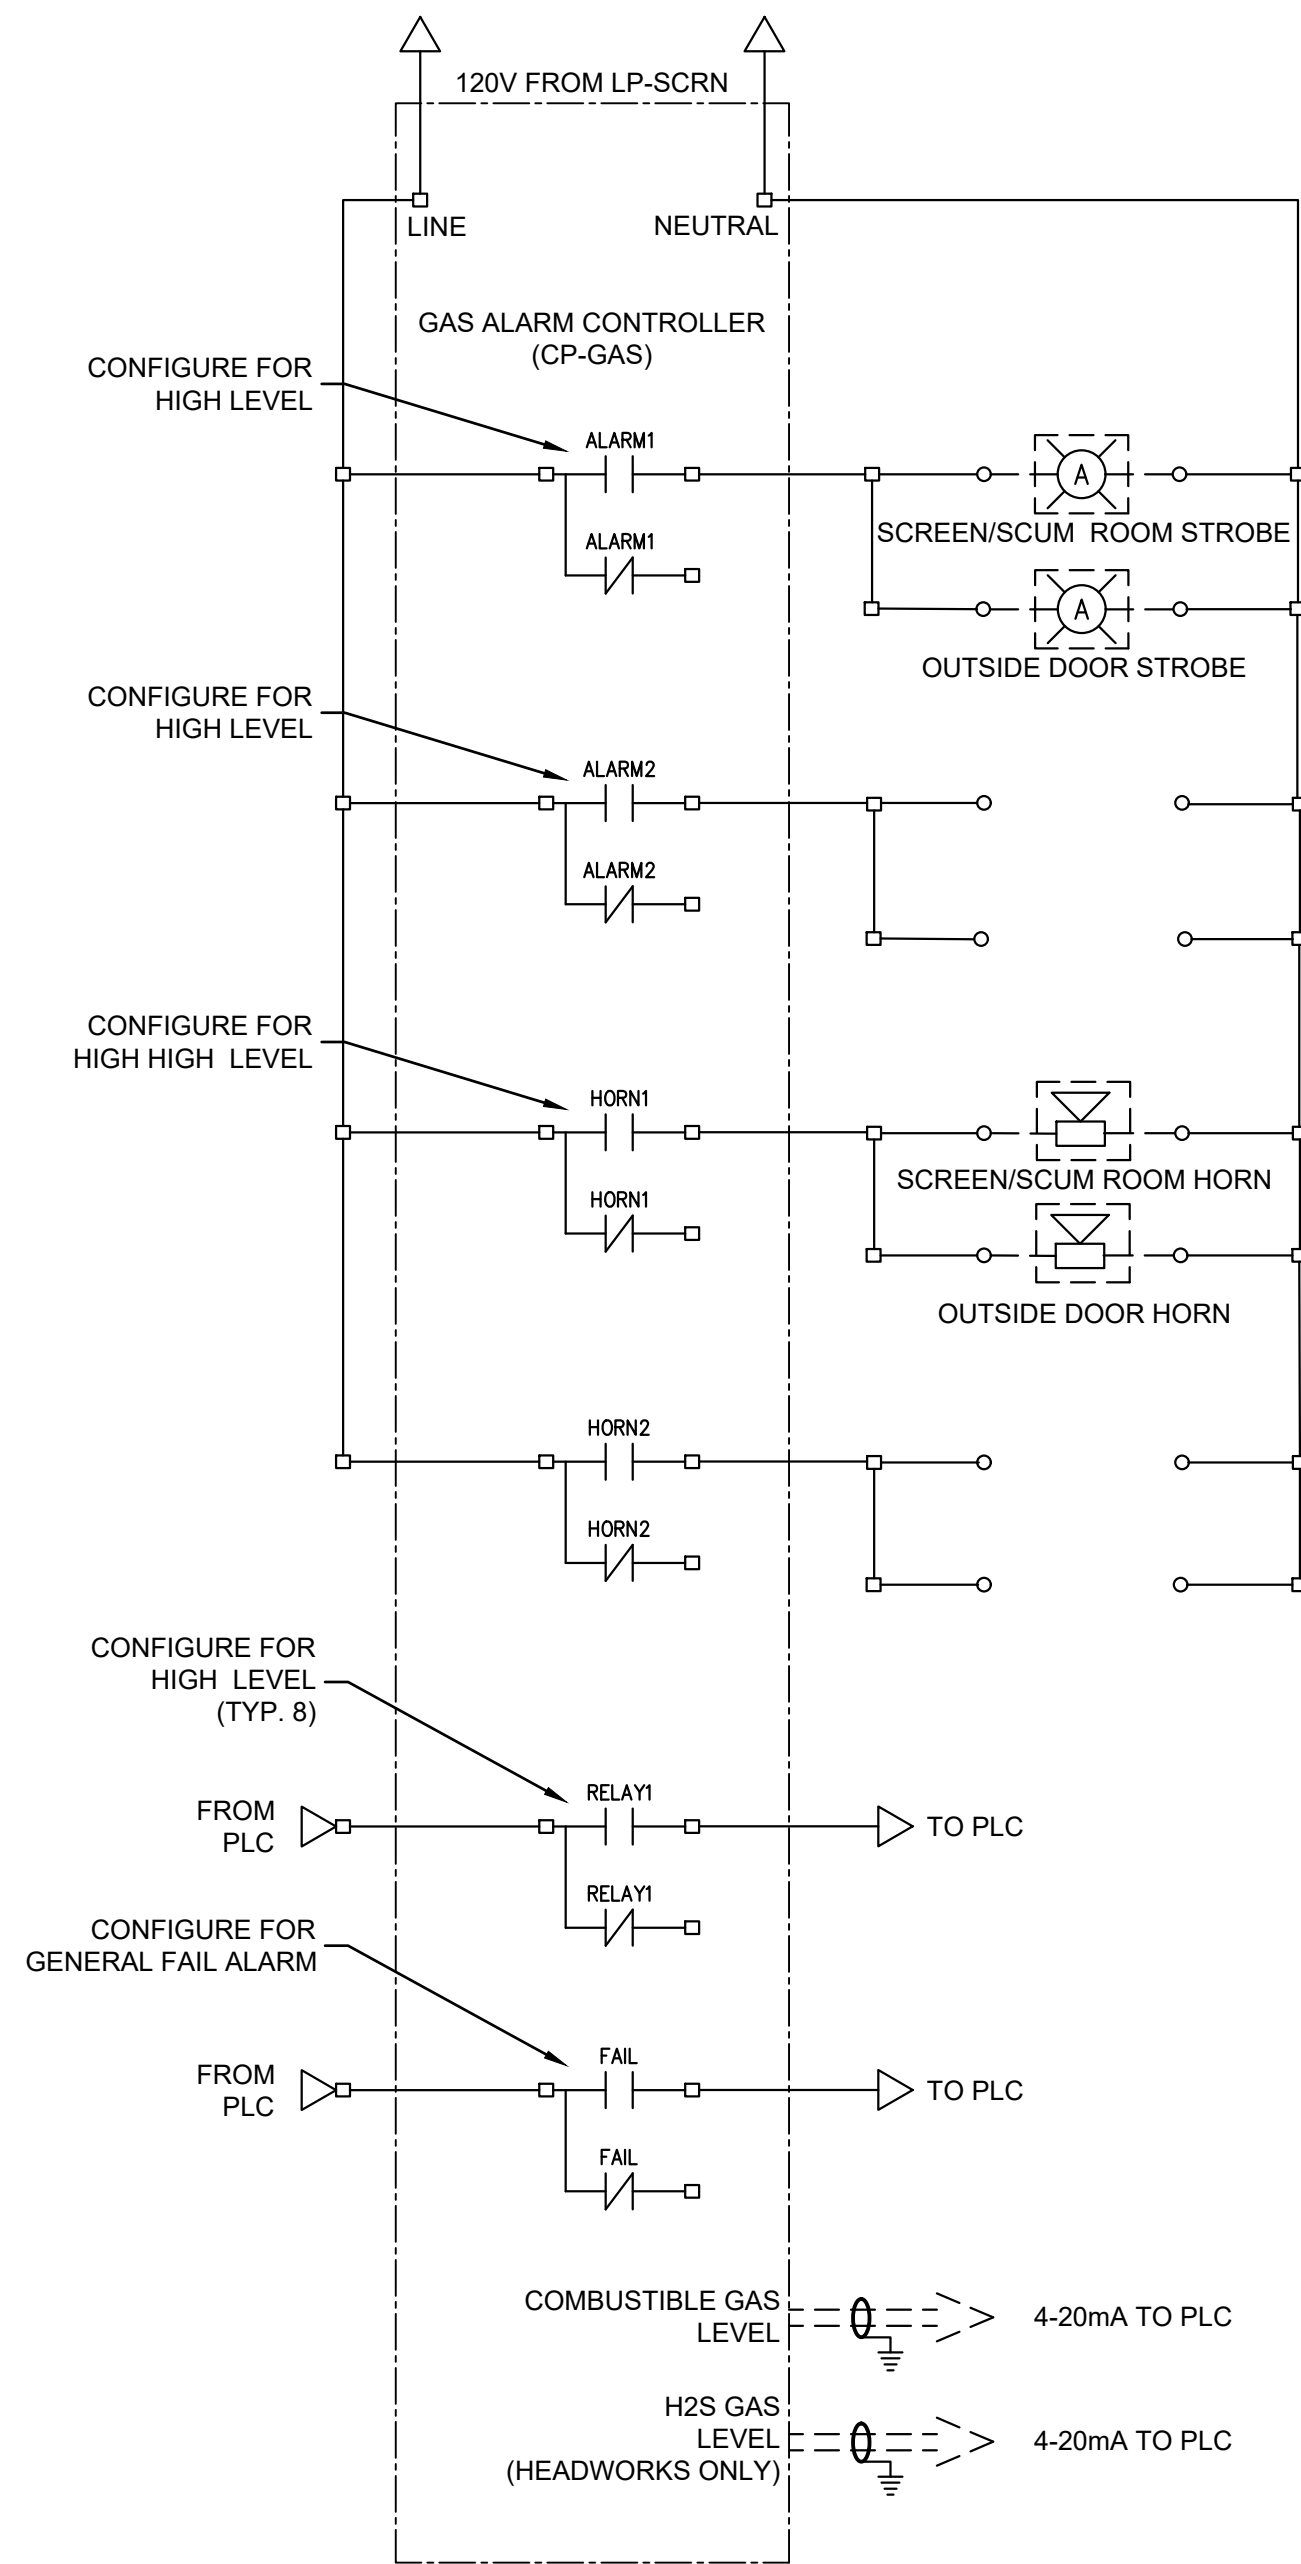 120V FROM LP-SCRN
LINE
NEUTRAL
GAS ALARM CONTROLLER
(CP-GAS)
CONFIGURE FOR
HIGH LEVEL
ALARM1
A
SCREEN/SCUM  ROOM STROBE
ALARM1
A
OUTSIDE DOOR STROBE
CONFIGURE FOR
HIGH LEVEL
ALARM2
ALARM2
CONFIGURE FOR
HIGH HIGH  LEVEL
HORN1
SCREEN/SCUM ROOM HORN
HORN1
OUTSIDE DOOR HORN
HORN2
HORN2
CONFIGURE FOR
HIGH  LEVEL
(TYP. 8)
RELAY1
FROM
PLC
TO PLC
RELAY1
CONFIGURE FOR
GENERAL FAIL ALARM
FAIL
FROM
PLC
TO PLC
FAIL
COMBUSTIBLE GAS
LEVEL
4-20mA TO PLC
H2S GAS
LEVEL
(HEADWORKS ONLY)
4-20mA TO PLC